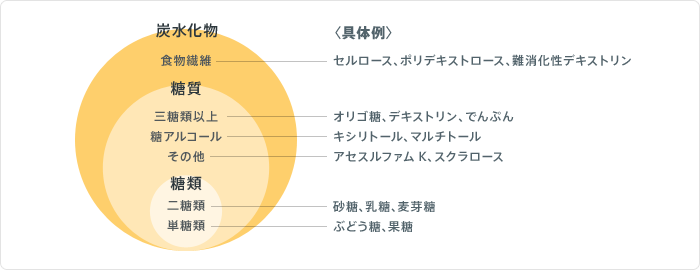 炭水化物
〈具体例〉
食物繊維 セルロース、ポリデキストロース、難消化性デキストリン
糖質
三糖類以上 オリゴ糖、デキストリン、でんぷん
糖アルコール キシリトール、マルチトール
その他 アセスルファムK、スクラロース
糖類
二糖類 砂糖、乳糖、麦芽糖
単糖類 ぶどう糖、果糖